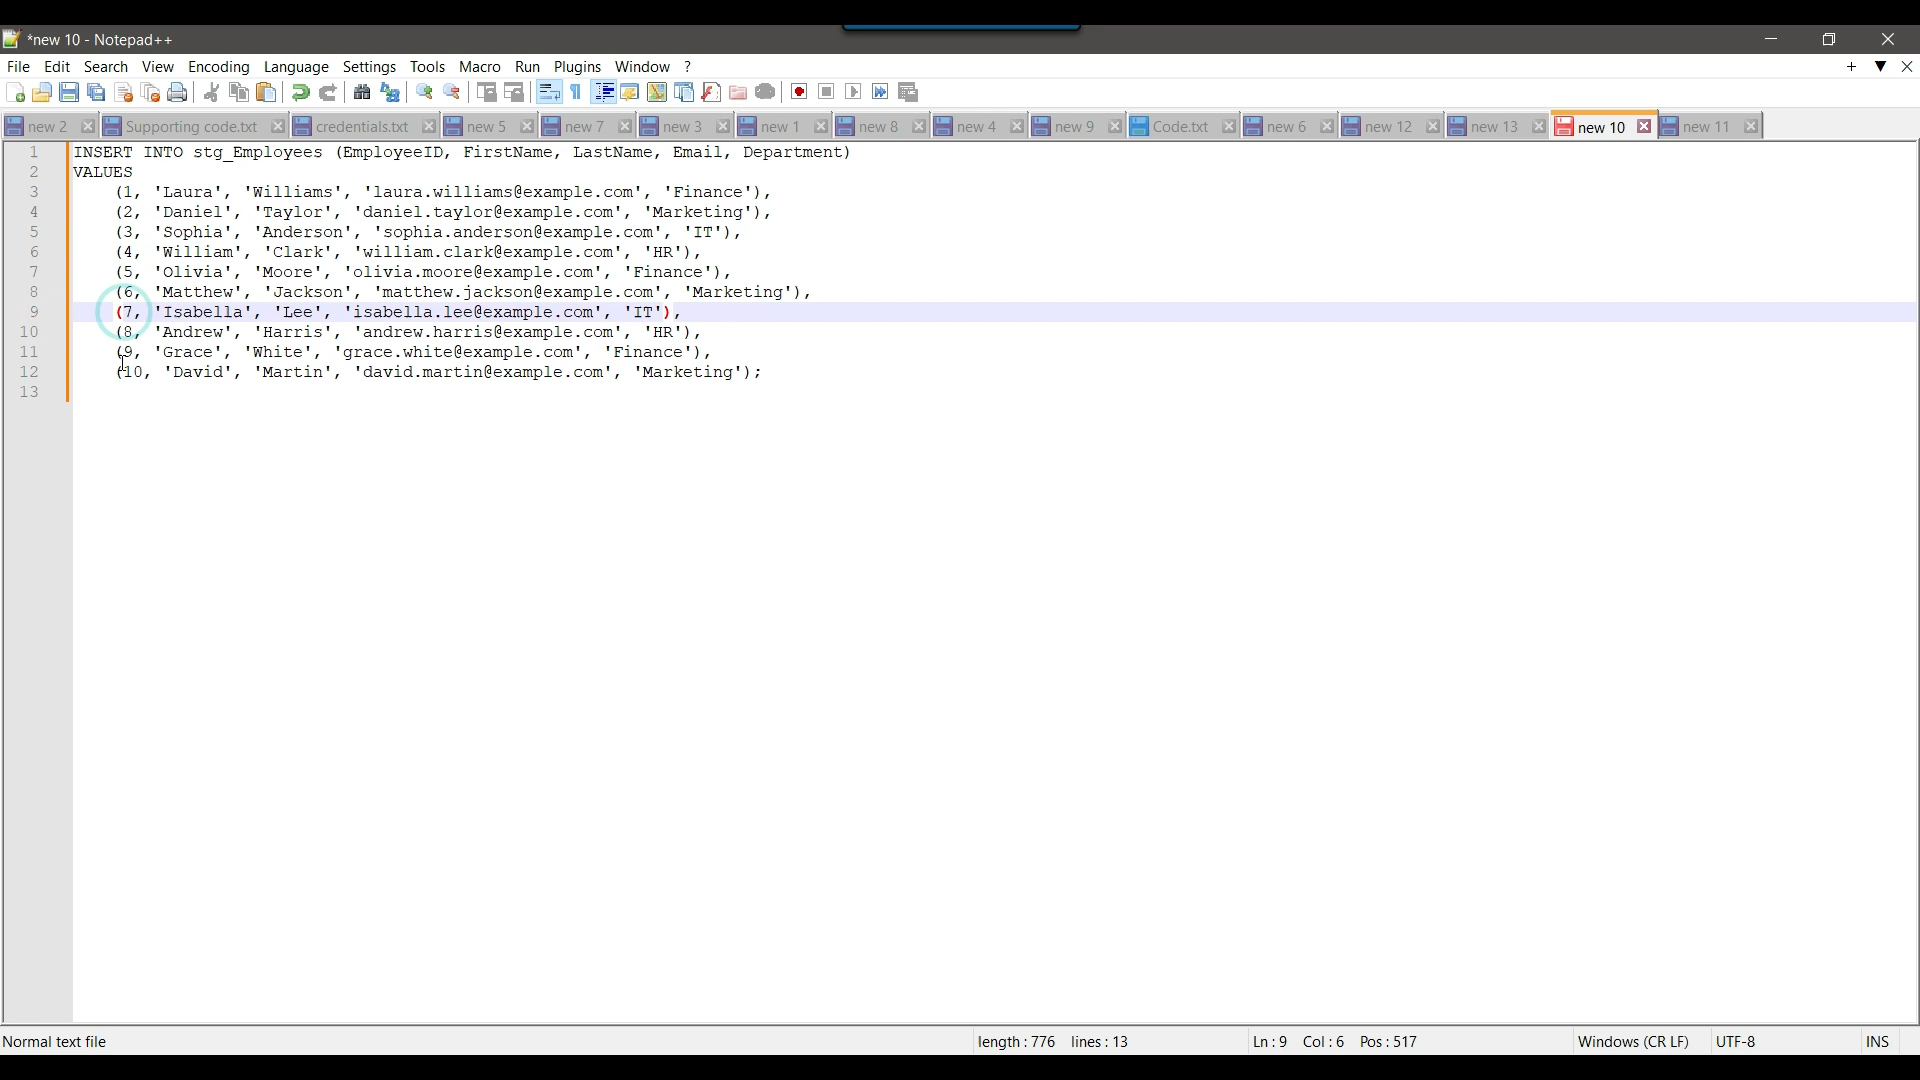 *new 10 - Notepad++
File Edit Search View Encoding Language Settings Tools Macro Run Plugins Window ?
new 2 Supporting code.txt credentials.txt new 5 new 7 new 3 new 1 new 8 new 4 new 9 Code.txt new 6 new 12 new 13 new 10 new 11
1 INSERT INTO stg_Employees (EmployeeID, FirstName, LastName, Email, Department)
2 VALUES
3 (1, 'Laura', 'Williams', 'laura.williams@example.com', 'Finance'),
4 (2, 'Daniel', 'Taylor', 'daniel.taylor@example.com', 'Marketing'),
5 (3, 'Sophia', 'Anderson', 'sophia.anderson@example.com', 'IT'),
6 (4, 'William', 'Clark', 'william.clark@example.com', 'HR'),
7 (5, 'Olivia', 'Moore', 'olivia.moore@example.com', 'Finance'),
8 (6, 'Matthew', 'Jackson', 'matthew.jackson@example.com', 'Marketing'),
9 (7, 'Isabella', 'Lee', 'isabella.lee@example.com', 'IT'),
10 (8, 'Andrew', 'Harris', 'andrew.harris@example.com', 'HR'),
11 (9, 'Grace', 'White', 'grace.white@example.com', 'Finance'),
12 (10, 'David', 'Martin', 'david.martin@example.com', 'Marketing');
13
Normal text file length : 776 lines : 13 Ln : 9 Col : 6 Pos : 517 Windows (CR LF) UTF-8 INS